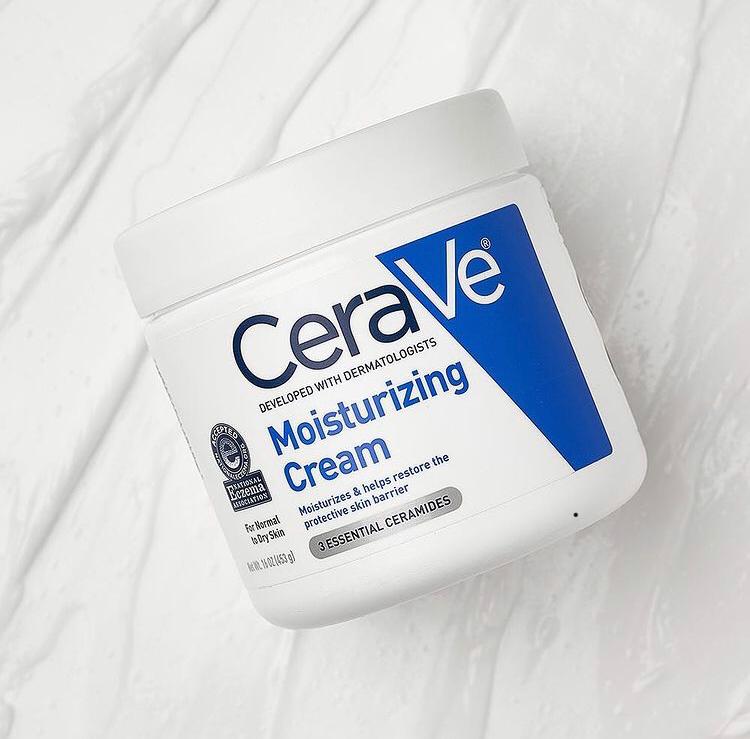 CeraVe®
DEVELOPED WITH DERMATOLOGISTS
Moisturizing
Cream
Moisturizes & helps restore the
protective skin barrier
3 ESSENTIAL CERAMIDES
ACCEPTED
NATIONAL
Eczema
ASSOCIATION
For Normal
to Dry Skin
Net Wt. 16 OZ (453 g)